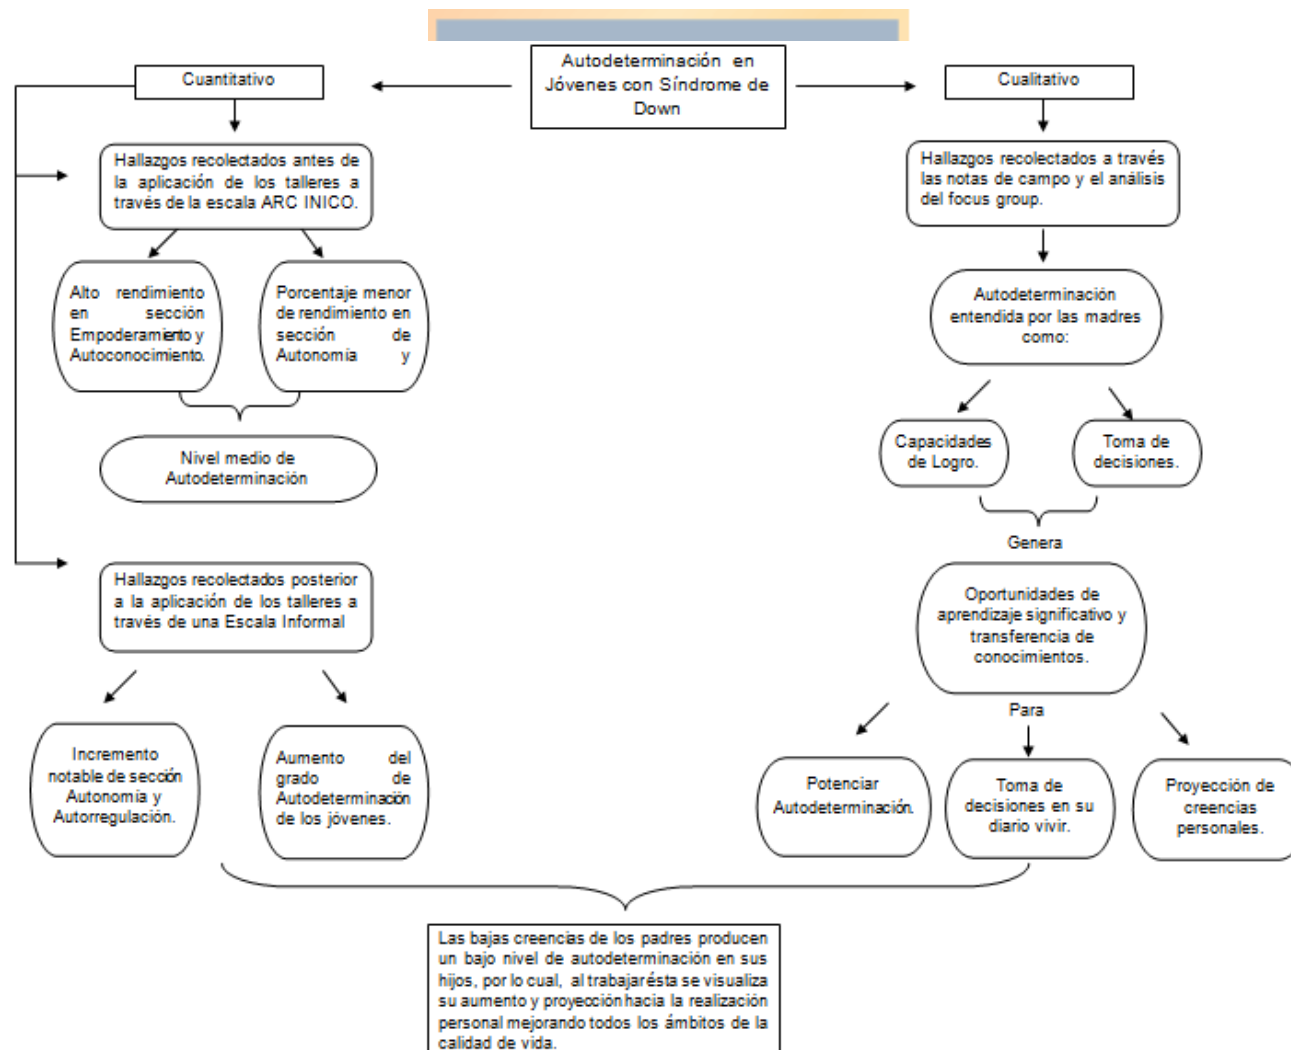 Autodeterminación en
Jóvenes con Síndrome de
Down
Cuantitativo
Hallazgos recolectados antes de
la aplicación de los talleres a
través de la escala ARC INICO.
Alto rendimiento
en sección
Empoderamiento y
Autoconocimiento.
Porcentaje menor
de rendimiento en
sección de
Autonomía y
Nivel medio de
Autodeterminación
Hallazgos recolectados posterior
a la aplicación de los talleres a
través de una Escala Informal
Incremento
notable de sección
Autonomía y
Autorregulación.
Aumento del
grado de
Autodeterminación
de los jóvenes.
Cualitativo
Hallazgos recolectados a través
las notas de campo y el análisis
del focus group.
Autodeterminación
entendida por las madres
como:
Capacidades
de Logro.
Toma de
decisiones.
Genera
Oportunidades de
aprendizaje significativo y
transferencia de
conocimientos.
Para
Potenciar
Autodeterminación.
Toma de
decisiones en su
diario vivir.
Proyección de
creencias
personales.
Las bajas creencias de los padres producen
un bajo nivel de autodeterminación en sus
hijos, por lo cual, al trabajar ésta se visualiza
su aumento y proyección hacia la realización
personal mejorando todos los ámbitos de la
calidad de vida.